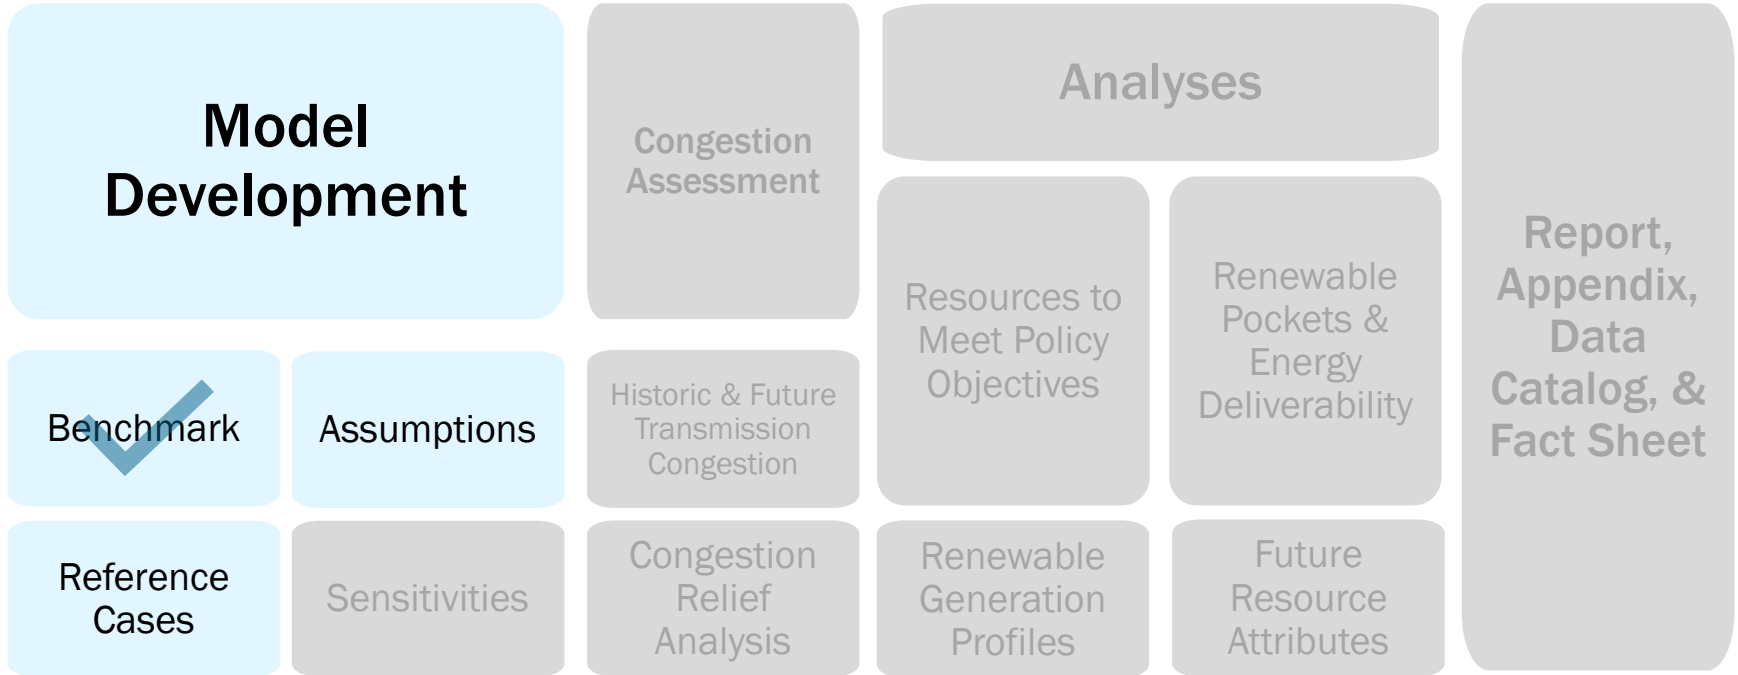 Model
Development
Benchmark
Assumptions
Reference
Cases
Sensitivities
Congestion
Assessment
Historic & Future
Transmission
Congestion
Congestion
Relief
Analysis
Analyses
Resources to
Meet Policy
Objectives
Renewable
Pockets &
Energy
Deliverability
Renewable
Generation
Profiles
Future
Resource
Attributes
Report,
Appendix,
Data
Catalog, &
Fact Sheet